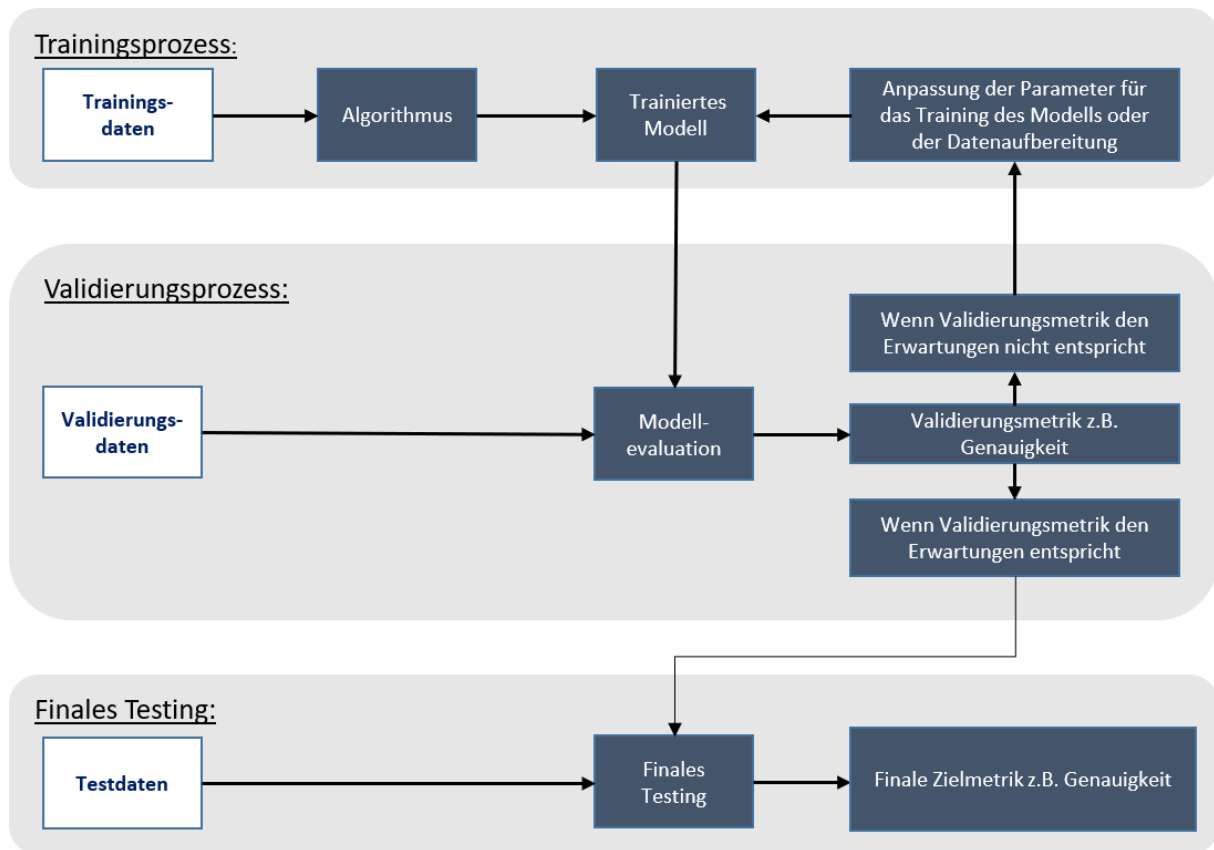 Trainingsprozess:
Trainings-
daten
Algorithmus
Trainiertes
Modell
Anpassung der Parameter für
das Training des Modells oder
der Datenaufbereitung
Validierungsprozess:
Wenn Validierungsmetrik den
Erwartungen nicht entspricht
Validierungs-
daten
Modell-
evaluation
Validierungsmetrik z.B.
Genauigkeit
Wenn Validierungsmetrik den
Erwartungen entspricht
Finales Testing:
Testdaten
Finales
Testing
Finale Zielmetrik z.B. Genauigkeit